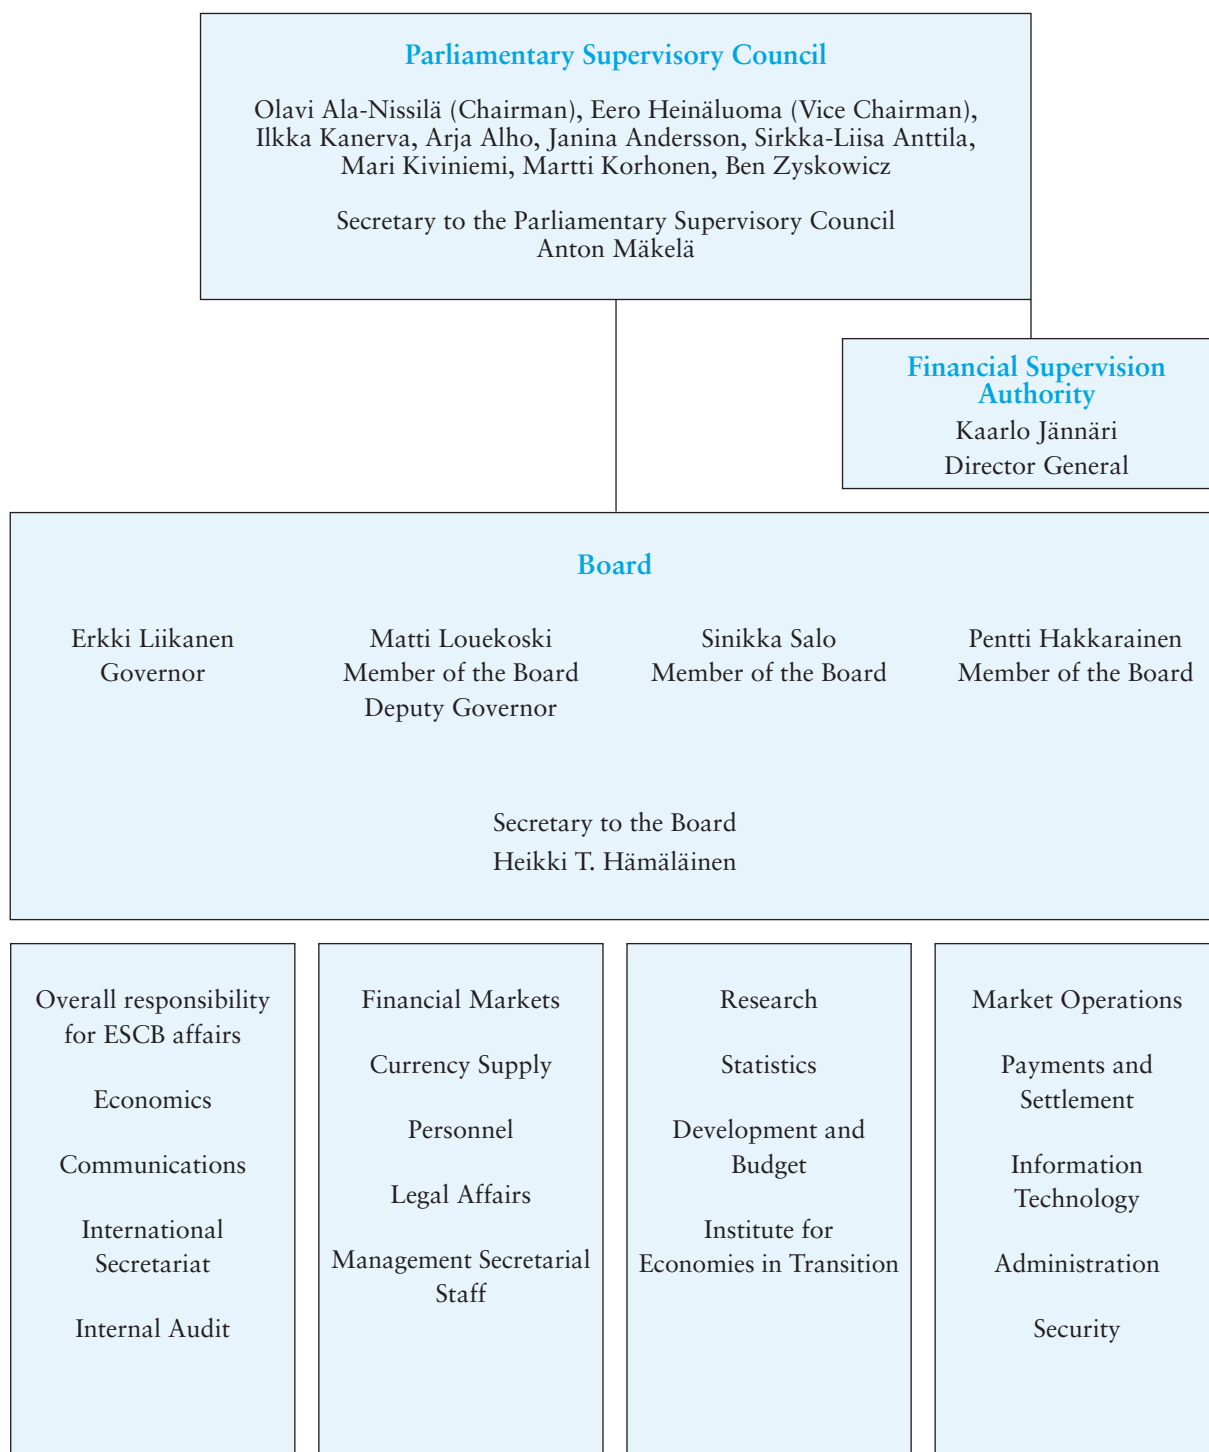 Parliamentary Supervisory Council
Olavi Ala-Nissilä (Chairman), Eero Heinäluoma (Vice Chairman),
Ilkka Kanerva, Arja Alho, Janina Andersson, Sirkka-Liisa Anttila,
Mari Kiviniemi, Martti Korhonen, Ben Zyskowicz
Secretary to the Parliamentary Supervisory Council
Anton Mäkelä
Financial Supervision
Authority
Kaarlo Jännäri
Director General
Board
Erkki Liikanen
Governor
Matti Louekoski
Member of the Board
Deputy Governor
Sinikka Salo
Member of the Board
Pentti Hakkarainen
Member of the Board
Secretary to the Board
Heikki T. Hämäläinen
Overall responsibility
for ESCB affairs
Economics
Communications
International
Secretariat
Internal Audit
Financial Markets
Currency Supply
Personnel
Legal Affairs
Management Secretarial
Staff
Research
Statistics
Development and
Budget
Institute for
Economies in Transition
Market Operations
Payments and
Settlement
Information
Technology
Administration
Security